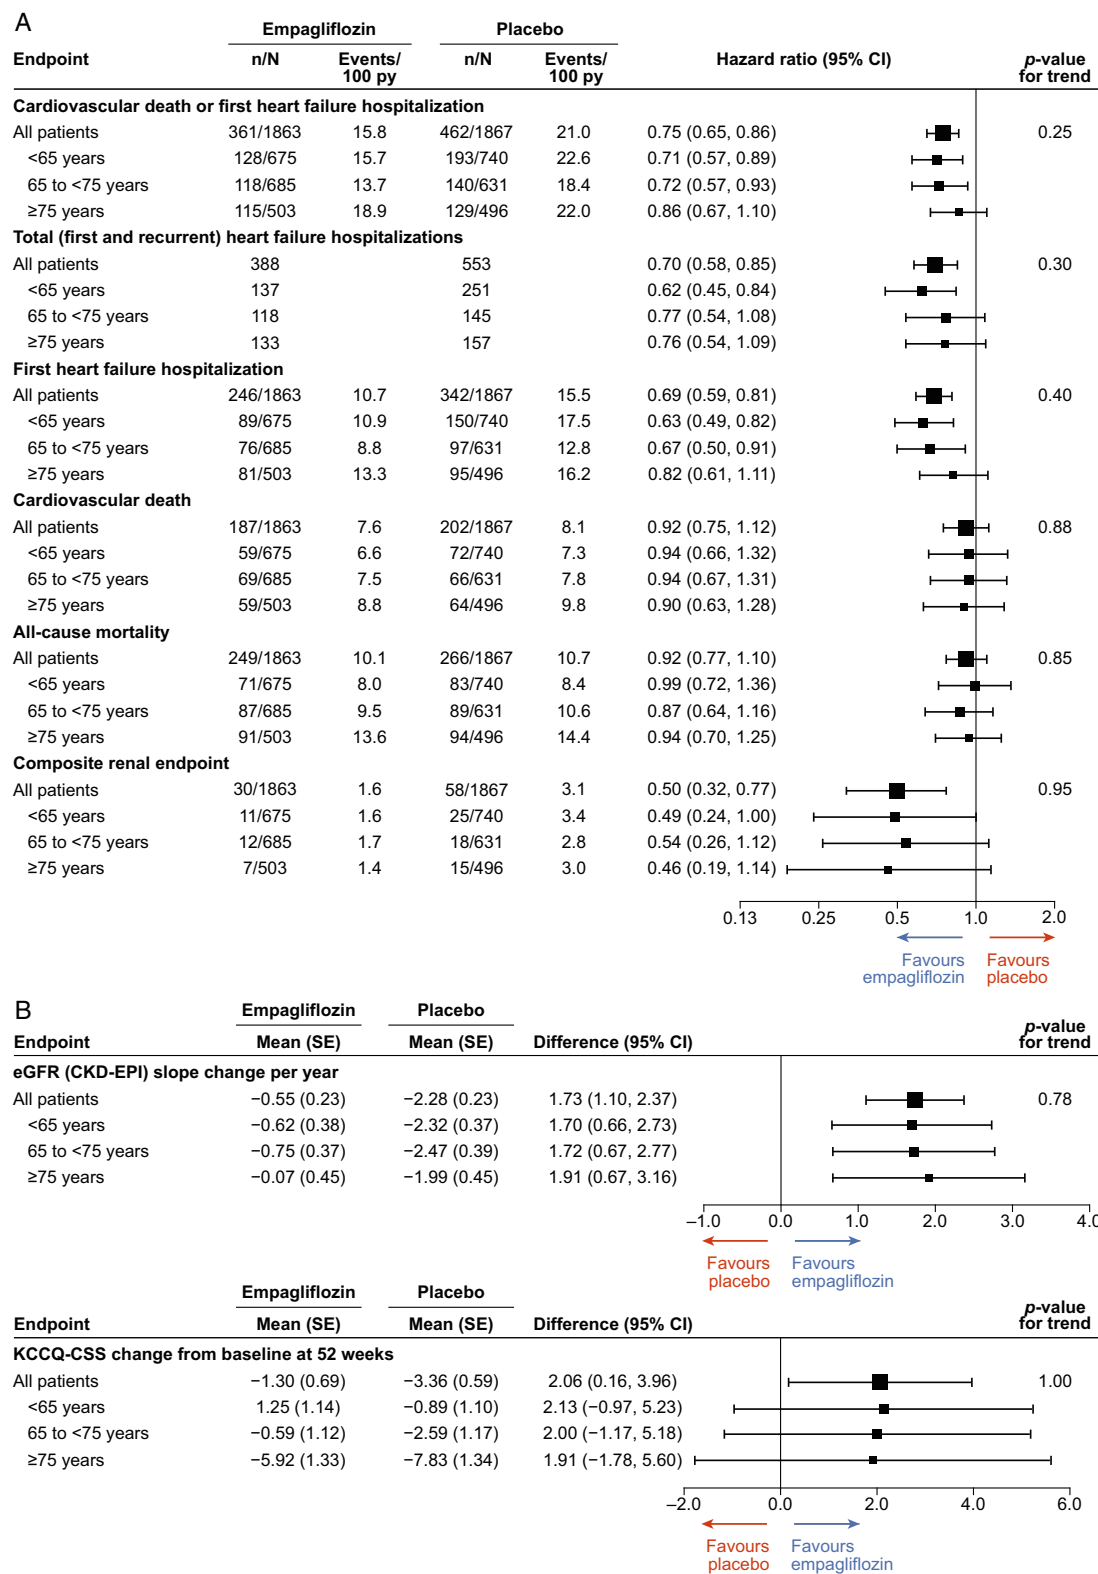 A
Empagliflozin Placebo
Endpoint n/N Events/100 py n/N Events/100 py Hazard ratio (95% CI) p-value for trend
Cardiovascular death or first heart failure hospitalization
All patients 361/1863 15.8 462/1867 21.0 0.75 (0.65, 0.86) 0.25
<65 years 128/675 15.7 193/740 22.6 0.71 (0.57, 0.89)
65 to <75 years 118/685 13.7 140/631 18.4 0.72 (0.57, 0.93)
≥75 years 115/503 18.9 129/496 22.0 0.86 (0.67, 1.10)
Total (first and recurrent) heart failure hospitalizations
All patients 388 553 0.70 (0.58, 0.85) 0.30
<65 years 137 251 0.62 (0.45, 0.84)
65 to <75 years 118 145 0.77 (0.54, 1.08)
≥75 years 133 157 0.76 (0.54, 1.09)
First heart failure hospitalization
All patients 246/1863 10.7 342/1867 15.5 0.69 (0.59, 0.81) 0.40
<65 years 89/675 10.9 150/740 17.5 0.63 (0.49, 0.82)
65 to <75 years 76/685 8.8 97/631 12.8 0.67 (0.50, 0.91)
≥75 years 81/503 13.3 95/496 16.2 0.82 (0.61, 1.11)
Cardiovascular death
All patients 187/1863 7.6 202/1867 8.1 0.92 (0.75, 1.12) 0.88
<65 years 59/675 6.6 72/740 7.3 0.94 (0.66, 1.32)
65 to <75 years 69/685 7.5 66/631 7.8 0.94 (0.67, 1.31)
≥75 years 59/503 8.8 64/496 9.8 0.90 (0.63, 1.28)
All-cause mortality
All patients 249/1863 10.1 266/1867 10.7 0.92 (0.77, 1.10) 0.85
<65 years 71/675 8.0 83/740 8.4 0.99 (0.72, 1.36)
65 to <75 years 87/685 9.5 89/631 10.6 0.87 (0.64, 1.16)
≥75 years 91/503 13.6 94/496 14.4 0.94 (0.70, 1.25)
Composite renal endpoint
All patients 30/1863 1.6 58/1867 3.1 0.50 (0.32, 0.77) 0.95
<65 years 11/675 1.6 25/740 3.4 0.49 (0.24, 1.00)
65 to <75 years 12/685 1.7 18/631 2.8 0.54 (0.26, 1.12)
≥75 years 7/503 1.4 15/496 3.0 0.46 (0.19, 1.14)
0.13 0.25 0.5 1.0 2.0
Favours empagliflozin Favours placebo
B
Empagliflozin Placebo
Endpoint Mean (SE) Mean (SE) Difference (95% CI) p-value for trend
eGFR (CKD-EPI) slope change per year
All patients −0.55 (0.23) −2.28 (0.23) 1.73 (1.10, 2.37) 0.78
<65 years −0.62 (0.38) −2.32 (0.37) 1.70 (0.66, 2.73)
65 to <75 years −0.75 (0.37) −2.47 (0.39) 1.72 (0.67, 2.77)
≥75 years −0.07 (0.45) −1.99 (0.45) 1.91 (0.67, 3.16)
−1.0 0.0 1.0 2.0 3.0 4.0
Favours placebo Favours empagliflozin
Empagliflozin Placebo
Endpoint Mean (SE) Mean (SE) Difference (95% CI) p-value for trend
KCCQ-CSS change from baseline at 52 weeks
All patients −1.30 (0.69) −3.36 (0.59) 2.06 (0.16, 3.96) 1.00
<65 years 1.25 (1.14) −0.89 (1.10) 2.13 (−0.97, 5.23)
65 to <75 years −0.59 (1.12) −2.59 (1.17) 2.00 (−1.17, 5.18)
≥75 years −5.92 (1.33) −7.83 (1.34) 1.91 (−1.78, 5.60)
−2.0 0.0 2.0 4.0 6.0
Favours placebo Favours empagliflozin